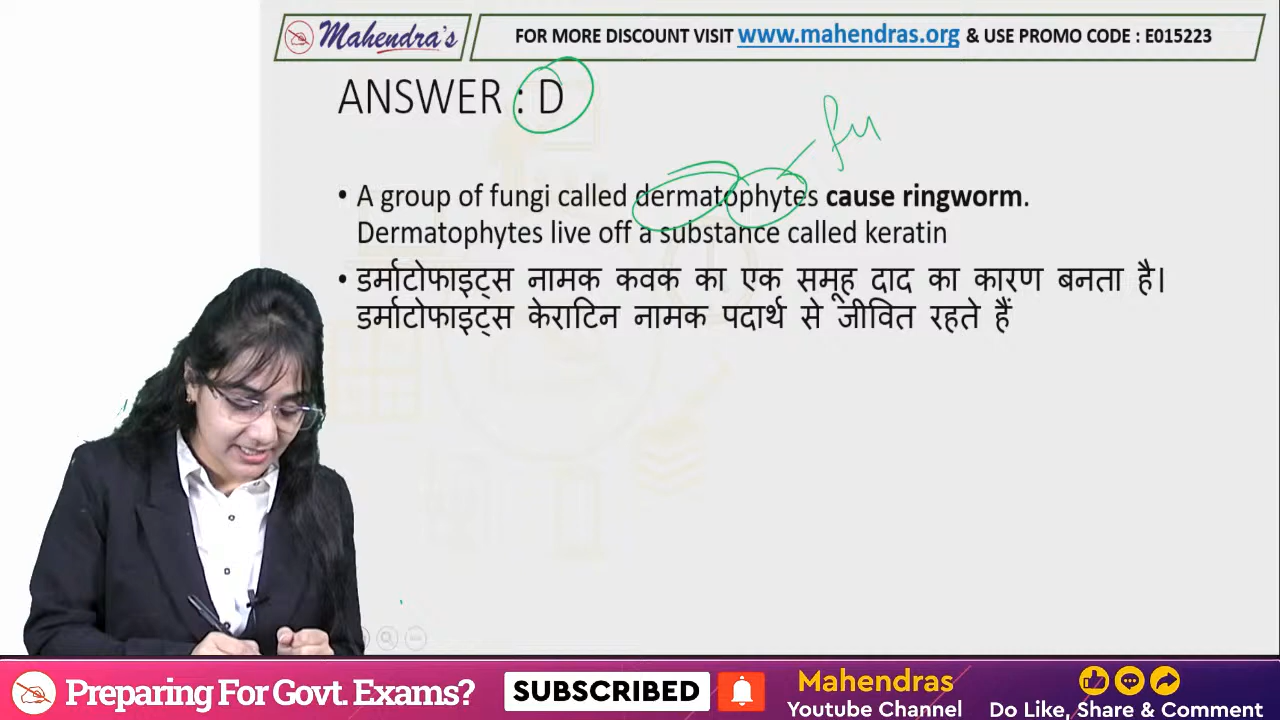 Mahendra's
FOR MORE DISCOUNT VISIT www.mahendras.org & USE PROMO CODE : E015223
ANSWER : D
fu
• A group of fungi called dermatophytes cause ringworm.
Dermatophytes live off a substance called keratin
• डर्माटोफाइट्स नामक कवक का एक समूह दाद का कारण बनता है।
डर्माटोफाइट्स केराटिन नामक पदार्थ से जीवित रहते हैं
Preparing For Govt. Exams?
SUBSCRIBED
Mahendras
Youtube Channel
Do Like, Share & Comment